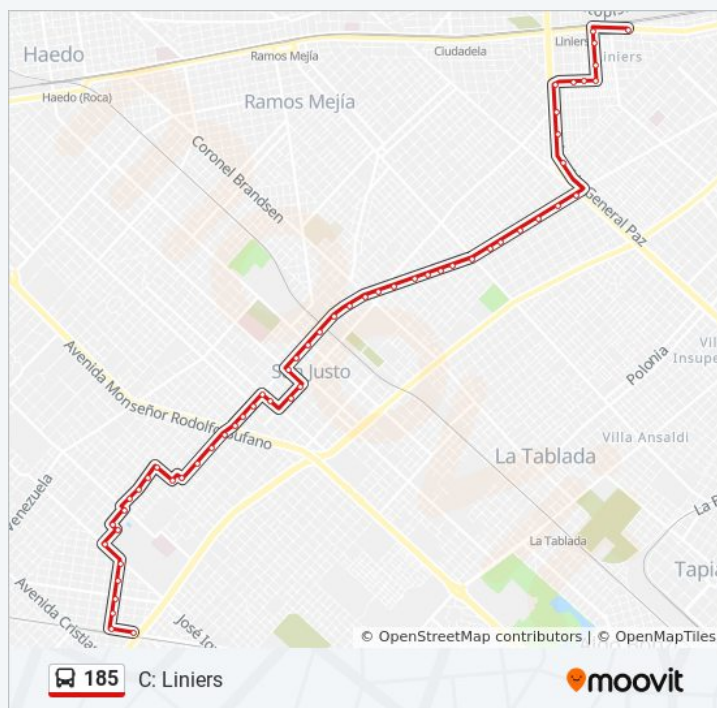 Haedo
Ramos Mejía
Ciudadela
Liniers
Liniers
Haedo (Roca)
Ramos Mejía
Coronel Brandsen
General Paz
Avenida Monseñor Rodolfo Bufano
San Justo
Polonia
Villa Ansaldi
La Tablada
Venezuela
La Tablada
Tapia
Avenida Cristia
José I
© OpenStreetMap contributors | © OpenMapTiles
185
C: Liniers
moovit